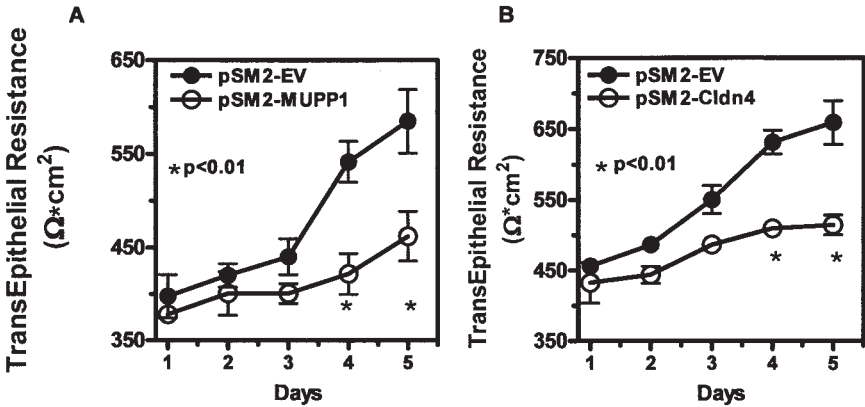 A
TransEpithelial Resistance
(Ω*cm²)
650
550
450
350
pSM2-EV
pSM2-MUPP1
* p<0.01
*
*
1 2 3 4 5
Days
B
TransEpithelial Resistance
(Ω*cm²)
750
650
550
450
350
pSM2-EV
pSM2-Cldn4
* p<0.01
*
*
1 2 3 4 5
Days